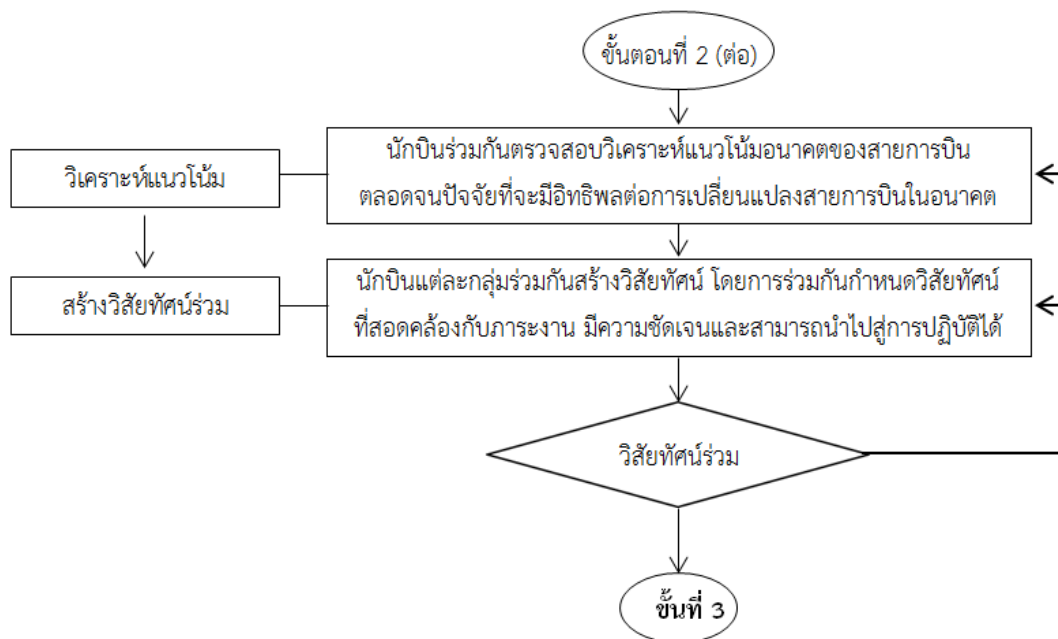 ขั้นตอนที่ 2 (ต่อ)
วิเคราะห์แนวโน้ม
นักบินร่วมกันตรวจสอบวิเคราะห์แนวโน้มอนาคตของสายการบิน
ตลอดจนปัจจัยที่จะมีอิทธิพลต่อการเปลี่ยนแปลงสายการบินในอนาคต
สร้างวิสัยทัศน์ร่วม
นักบินแต่ละกลุ่มร่วมกันสร้างวิสัยทัศน์ โดยการร่วมกันกำหนดวิสัยทัศน์
ที่สอดคล้องกับภาระงาน มีความชัดเจนและสามารถนำไปสู่การปฏิบัติได้
วิสัยทัศน์ร่วม
ขั้นที่ 3